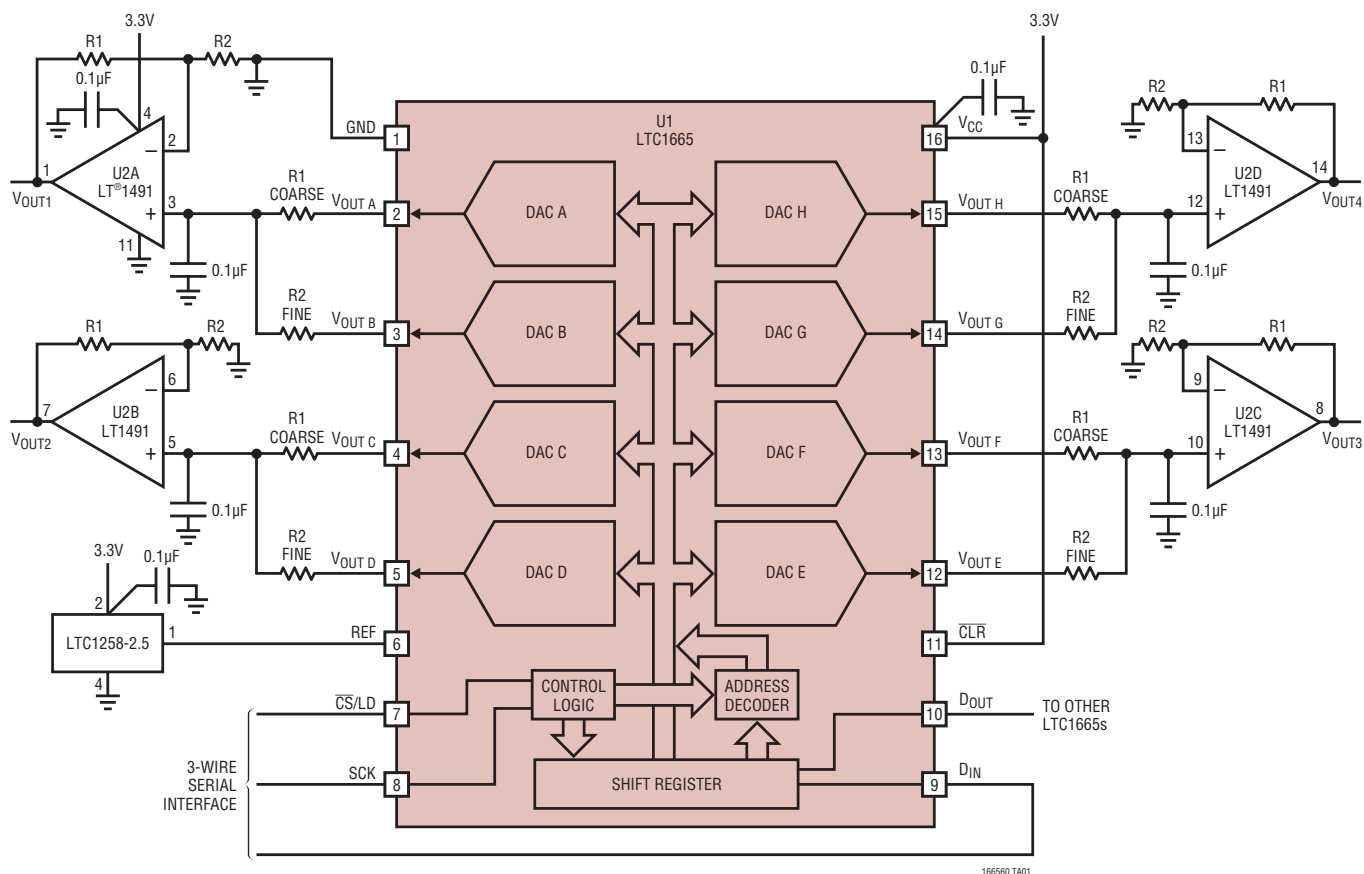 3.3V
R1
R2
0.1µF
4
2
−
1
U2A
LT®1491
3
+
11
VOUT1
0.1µF
R1
COARSE
R2
FINE
GND
1
VOUT A
2
VOUT B
3
R1
R2
6
−
7
U2B
LT1491
5
+
VOUT2
0.1µF
R1
COARSE
R2
FINE
VOUT C
4
VOUT D
5
3.3V
0.1µF
2
LTC1258-2.5
1
4
REF
6
CS/LD
7
SCK
8
3-WIRE
SERIAL
INTERFACE
U1
LTC1665
DAC A
DAC H
DAC B
DAC G
DAC C
DAC F
DAC D
DAC E
CONTROL
LOGIC
ADDRESS
DECODER
SHIFT REGISTER
0.1µF
3.3V
VCC
16
VOUT H
15
VOUT G
14
VOUT F
13
VOUT E
12
CLR
11
DOUT
10
TO OTHER
LTC1665s
DIN
9
R1
COARSE
R2
FINE
0.1µF
R2
R1
13
−
U2D
LT1491
14
12
+
VOUT4
R1
COARSE
R2
FINE
0.1µF
R2
R1
9
−
U2C
LT1491
8
10
+
VOUT3
166560 TA01